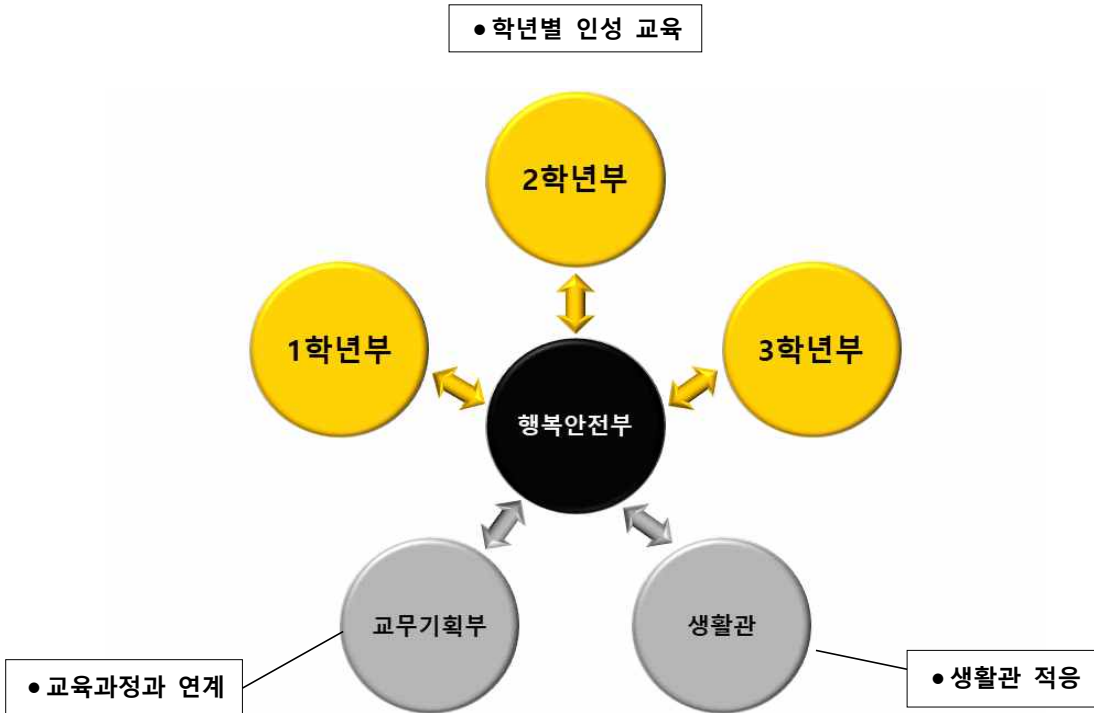 ● 학년별 인성 교육
2학년부
1학년부
3학년부
행복안전부
교무기획부
생활관
● 교육과정과 연계
● 생활관 적응